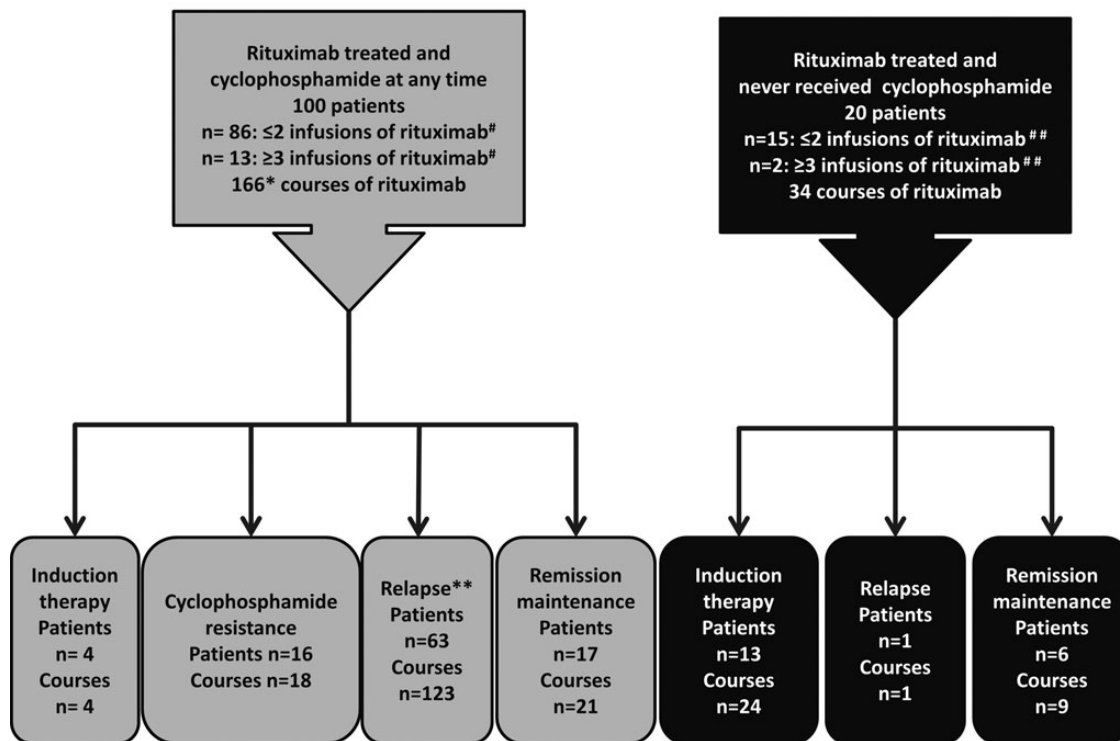 Rituximab treated and
cyclophosphamide at any time
100 patients
n= 86: ≤2 infusions of rituximab#
n= 13: ≥3 infusions of rituximab#
166* courses of rituximab
Rituximab treated and
never received cyclophosphamide
20 patients
n=15: ≤2 infusions of rituximab##
n=2: ≥3 infusions of rituximab##
34 courses of rituximab
Induction
therapy
Patients
n= 4
Courses
n= 4
Cyclophosphamide
resistance
Patients n=16
Courses n=18
Relapse**
Patients
n=63
Courses
n=123
Remission
maintenance
Patients
n=17
Courses
n=21
Induction
therapy
Patients
n=13
Courses
n=24
Relapse
Patients
n=1
Courses
n=1
Remission
maintenance
Patients
n=6
Courses
n=9